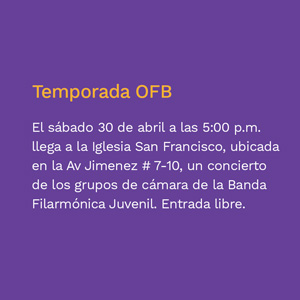 Temporada OFB
El sábado 30 de abril a las 5:00 p.m.
llega a la Iglesia San Francisco, ubicada
en la Av Jimenez # 7-10, un concierto
de los grupos de cámara de la Banda
Filarmónica Juvenil. Entrada libre.